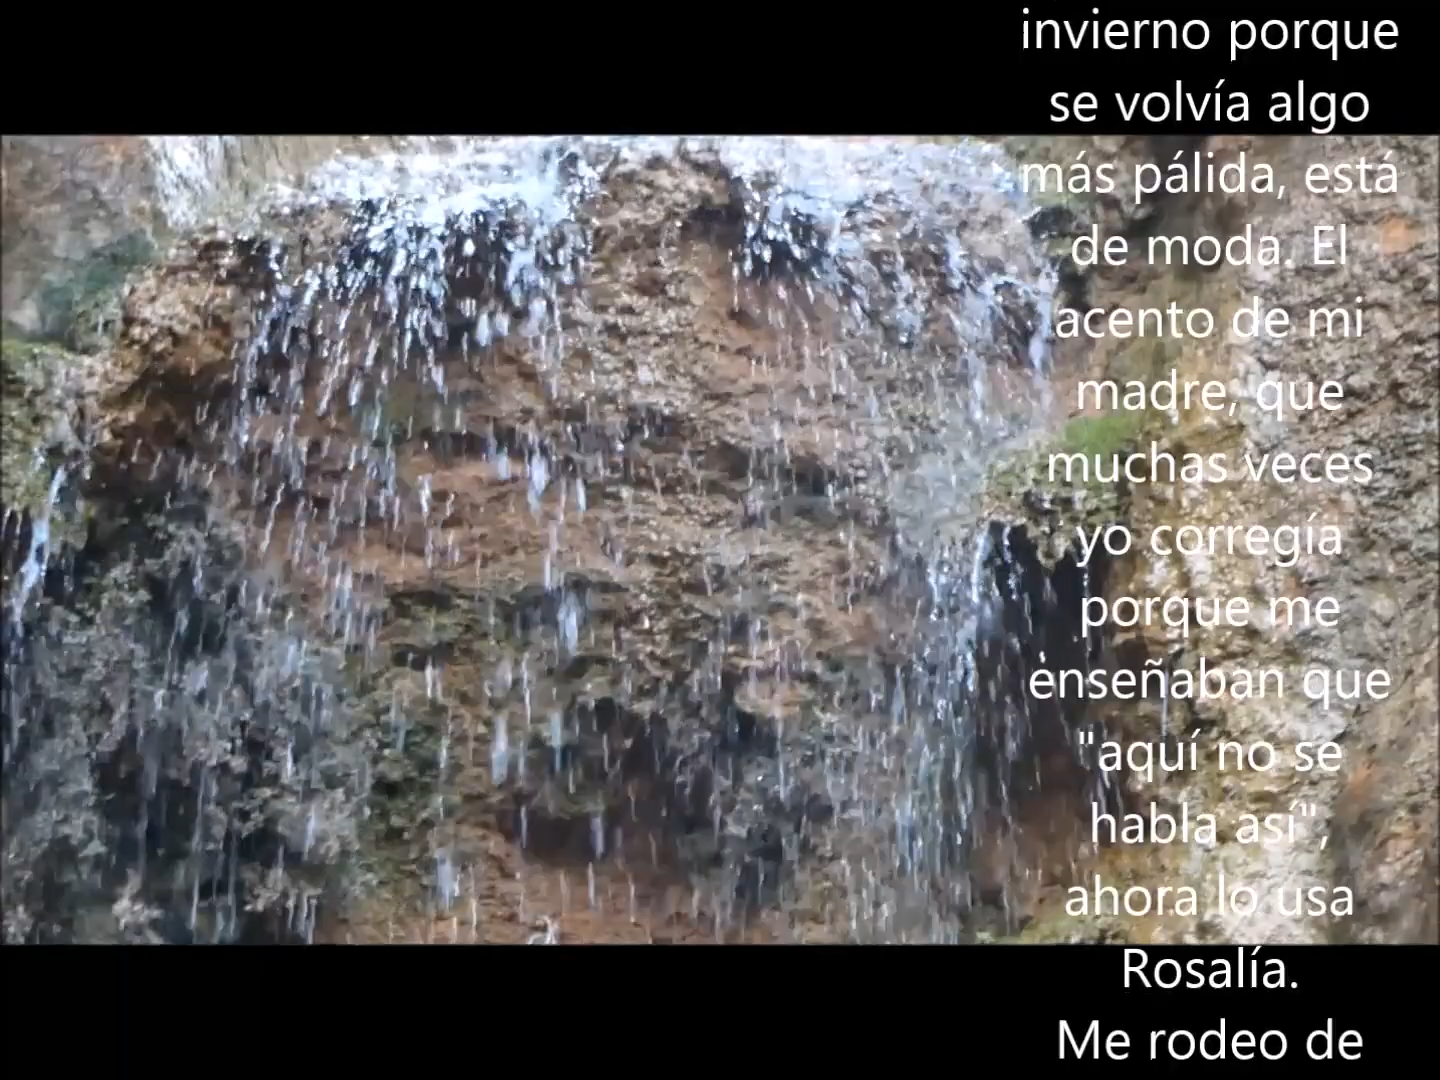 invierno porque
se volvía algo
más pálida, está
de moda. El
acento de mi
madre, que
muchas veces
yo corregía
porque me
enseñaban que
"aquí no se
habla así",
ahora lo usa
Rosalía.
Me rodeo de